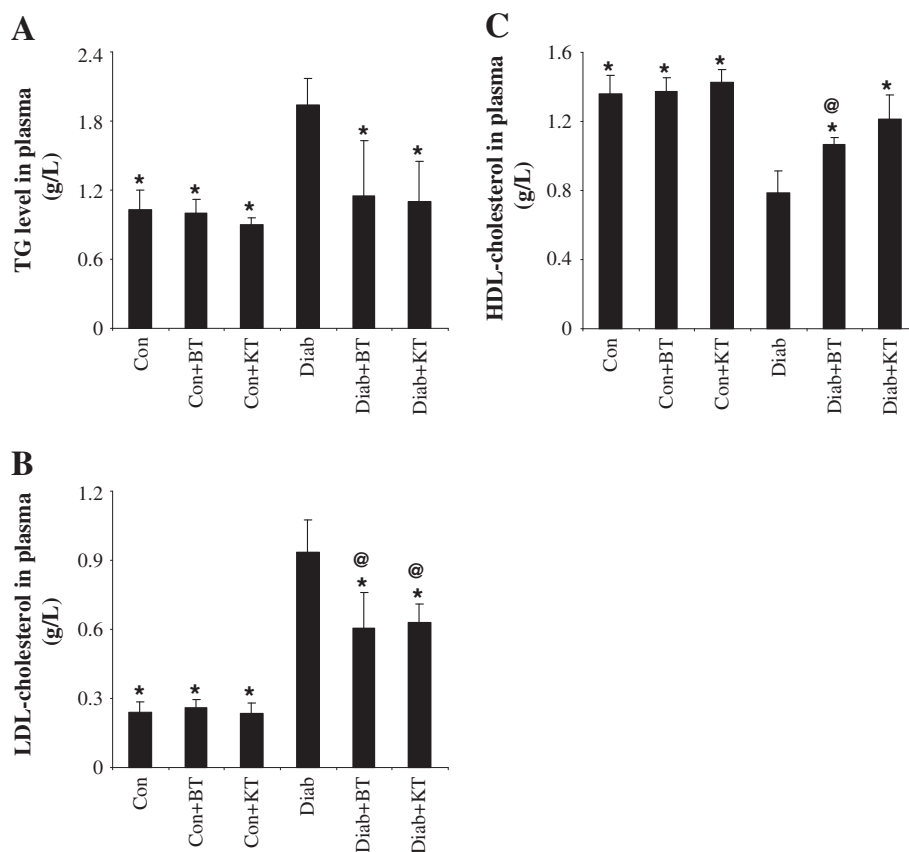 A
TG level in plasma
(g/L)
2.4
1.8
1.2
0.6
0
*
*
*
*
*
Con
Con+BT
Con+KT
Diab
Diab+BT
Diab+KT
C
HDL-cholesterol in plasma
(g/L)
1.6
1.2
0.8
0.4
0
*
*
*
@
*
*
Con
Con+BT
Con+KT
Diab
Diab+BT
Diab+KT
B
LDL-cholesterol in plasma
(g/L)
1.2
0.9
0.6
0.3
0
*
*
*
@
*
@
*
Con
Con+BT
Con+KT
Diab
Diab+BT
Diab+KT